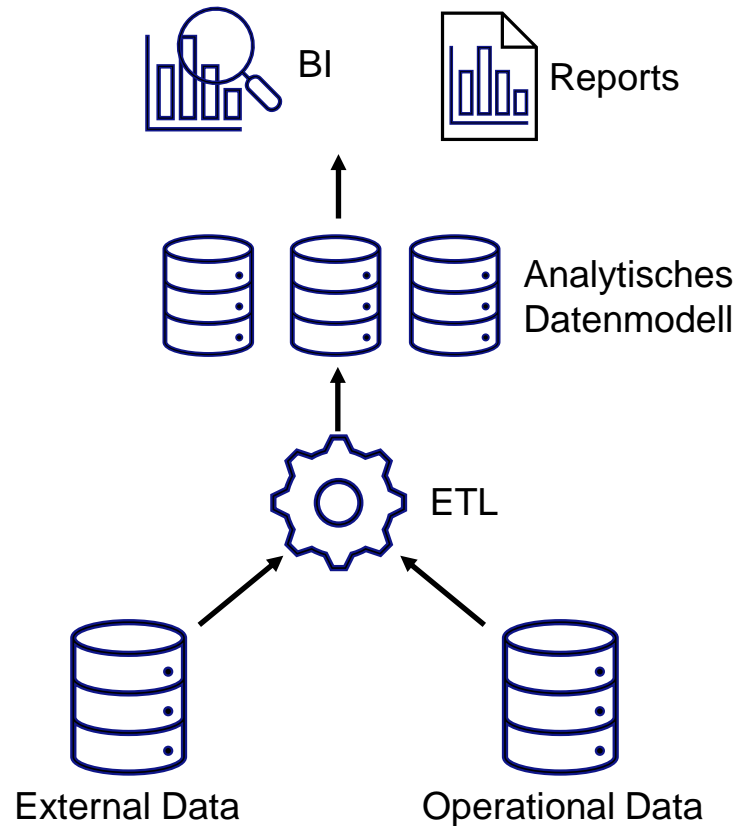 BI
Reports
Analytisches
Datenmodell
ETL
External Data
Operational Data